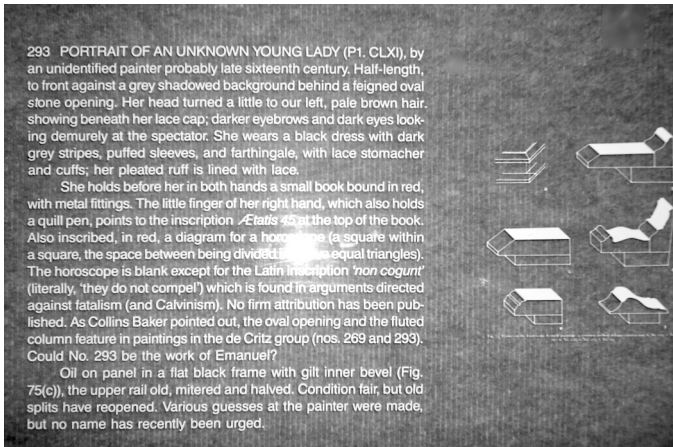 293 PORTRAIT OF AN UNKNOWN YOUNG LADY (P1. CLXI), by
an unidentified painter probably late sixteenth century. Half-length,
to front against a grey shadowed background behind a feigned oval
stone opening. Her head turned a little to our left, pale brown hair.
showing beneath her lace cap; darker eyebrows and dark eyes look-
ing demurely at the spectator. She wears a black dress with dark
grey stripes, puffed sleeves, and farthingale, with lace stomacher
and cuffs; her pleated ruff is lined with lace.
She holds before her in both hands a small book bound in red,
with metal fittings. The little finger of her right hand, which also holds
a quill pen, points to the inscription Ætatis 45 at the top of the book.
Also inscribed, in red, a diagram for a horoscope (a square within
a square, the space between being divided equal triangles).
The horoscope is blank except for the Latin inscription 'non cogunt'
(literally, 'they do not compel') which is found in arguments directed
against fatalism (and Calvinism). No firm attribution has been pub-
lished. As Collins Baker pointed out, the oval opening and the fluted
column feature in paintings in the de Critz group (nos. 269 and 293).
Could No. 293 be the work of Emanuel?
Oil on panel in a flat black frame with gilt inner bevel (Fig.
75(c)), the upper rail old, mitered and halved. Condition fair, but old
splits have reopened. Various guesses at the painter were made,
but no name has recently been urged.